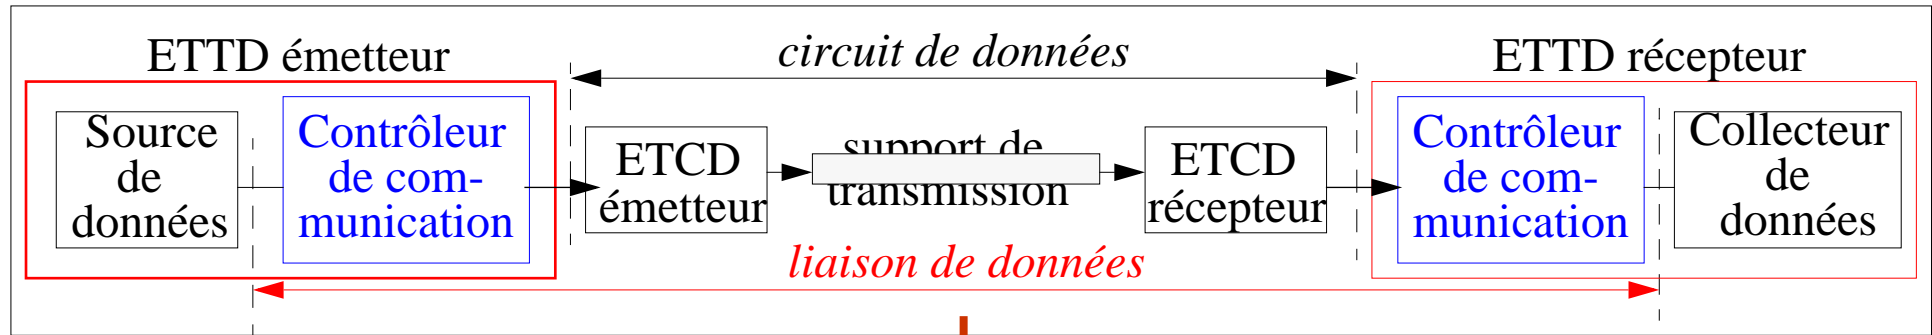 circuit de données
ETTD émetteur
ETTD récepteur
Source
de
données
Contrôleur
de com-
munication
ETCD
émetteur
support de
transmission
ETCD
récepteur
Contrôleur
de com-
munication
Collecteur
de
données
liaison de données